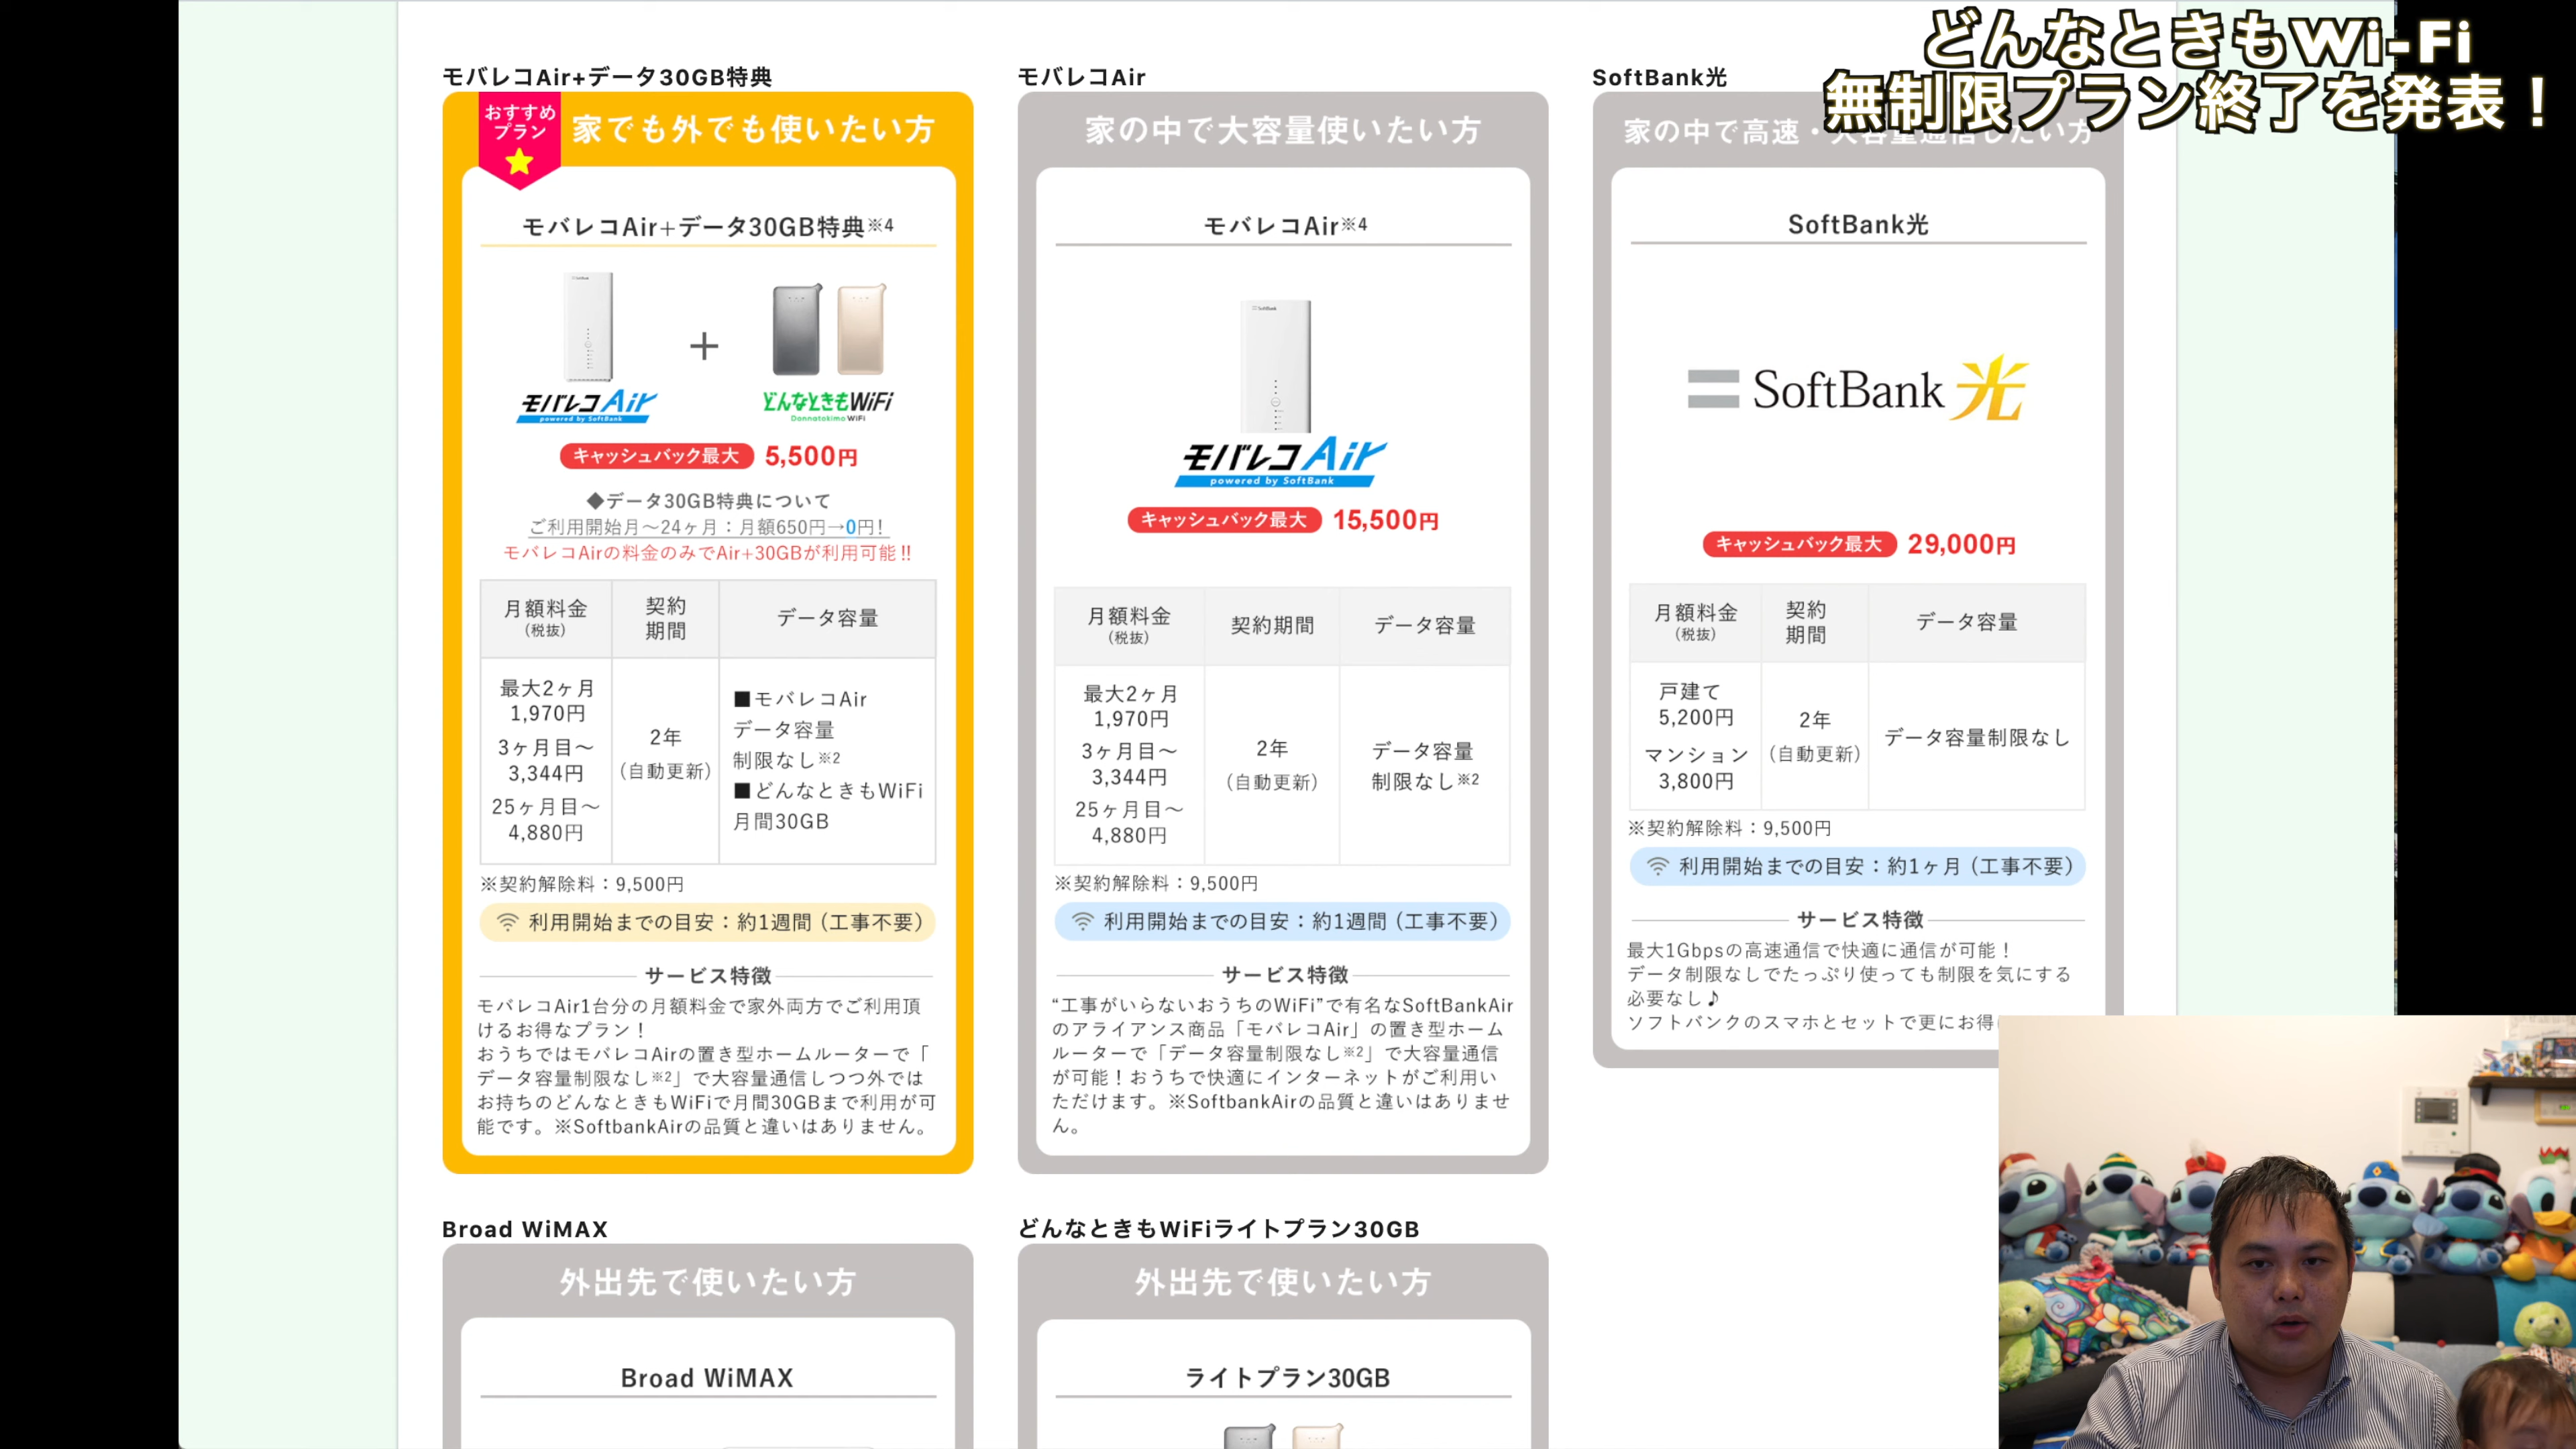 どんなときもWi-Fi
無制限プラン終了を発表！
モバレコAir+データ30GB特典
おすすめ
プラン
家でも外でも使いたい方
モバレコAir+データ30GB特典※4
SoftBank
+
モバレコAir
powered by SoftBank
どんなときもWiFi
Donnatokimo WiFi
キャッシュバック最大 5,500円
◆データ30GB特典について
ご利用開始月〜24ヶ月：月額650円→0円！
モバレコAirの料金のみでAir+30GBが利用可能‼
月額料金
(税抜)
契約
期間
データ容量
最大2ヶ月
1,970円
3ヶ月目〜
3,344円
25ヶ月目〜
4,880円
2年
（自動更新）
■モバレコAir
データ容量
制限なし※2
■どんなときもWiFi
月間30GB
※契約解除料：9,500円
利用開始までの目安：約1週間（工事不要）
サービス特徴
モバレコAir1台分の月額料金で家外両方でご利用頂
けるお得なプラン！
おうちではモバレコAirの置き型ホームルーターで「
データ容量制限なし※2」で大容量通信しつつ外では
お持ちのどんなときもWiFiで月間30GBまで利用が可
能です。※SoftbankAirの品質と違いはありません。
モバレコAir
家の中で大容量使いたい方
モバレコAir※4
SoftBank
モバレコAir
powered by SoftBank
キャッシュバック最大 15,500円
月額料金
(税抜)
契約期間
データ容量
最大2ヶ月
1,970円
3ヶ月目〜
3,344円
25ヶ月目〜
4,880円
2年
（自動更新）
データ容量
制限なし※2
※契約解除料：9,500円
利用開始までの目安：約1週間（工事不要）
サービス特徴
“工事がいらないおうちのWiFi”で有名なSoftBankAir
のアライアンス商品「モバレコAir」の置き型ホーム
ルーターで「データ容量制限なし※2」で大容量通信
が可能！おうちで快適にインターネットがご利用い
ただけます。※SoftbankAirの品質と違いはありませ
ん。
SoftBank光
家の中で高速・大容量通信したい方
SoftBank光
SoftBank光
キャッシュバック最大 29,000円
月額料金
(税抜)
契約
期間
データ容量
戸建て
5,200円
マンション
3,800円
2年
（自動更新）
データ容量制限なし
※契約解除料：9,500円
利用開始までの目安：約1ヶ月（工事不要）
サービス特徴
最大1Gbpsの高速通信で快適に通信が可能！
データ制限なしでたっぷり使っても制限を気にする
必要なし♪
ソフトバンクのスマホとセットで更にお得
Broad WiMAX
外出先で使いたい方
Broad WiMAX
どんなときもWiFiライトプラン30GB
外出先で使いたい方
ライトプラン30GB